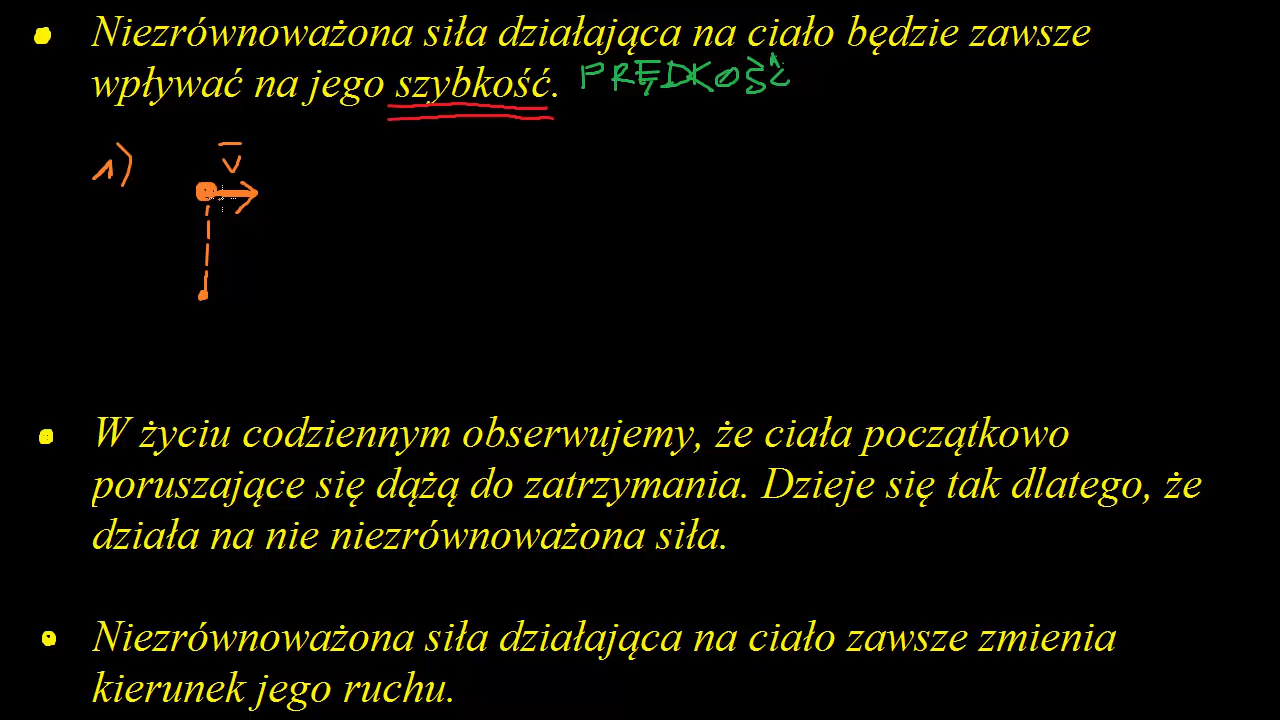 • Niezrównoważona siła działająca na ciało będzie zawsze
wpływać na jego szybkość. PRĘDKOŚĆ
1) v̅
• W życiu codziennym obserwujemy, że ciała początkowo
poruszające się dążą do zatrzymania. Dzieje się tak dlatego, że
działa na nie niezrównoważona siła.
• Niezrównoważona siła działająca na ciało zawsze zmienia
kierunek jego ruchu.